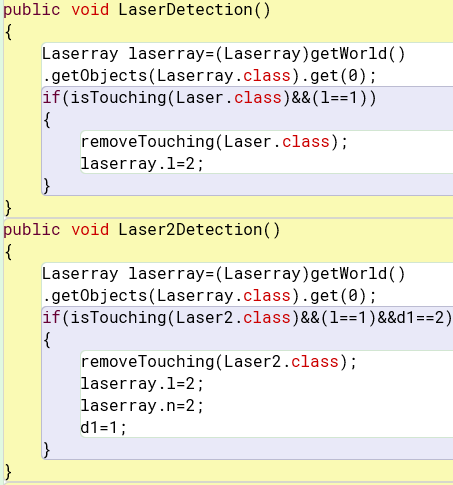 public void LaserDetection()
{
Laserray laserray=(Laserray)getWorld()
.getObjects(Laserray.class).get(0);
if(isTouching(Laser.class)&&(l==1))
{
removeTouching(Laser.class);
laserray.l=2;
}
}
public void Laser2Detection()
{
Laserray laserray=(Laserray)getWorld()
.getObjects(Laserray.class).get(0);
if(isTouching(Laser2.class)&&(l==1)&&d1==2)
{
removeTouching(Laser2.class);
laserray.l=2;
laserray.n=2;
d1=1;
}
}